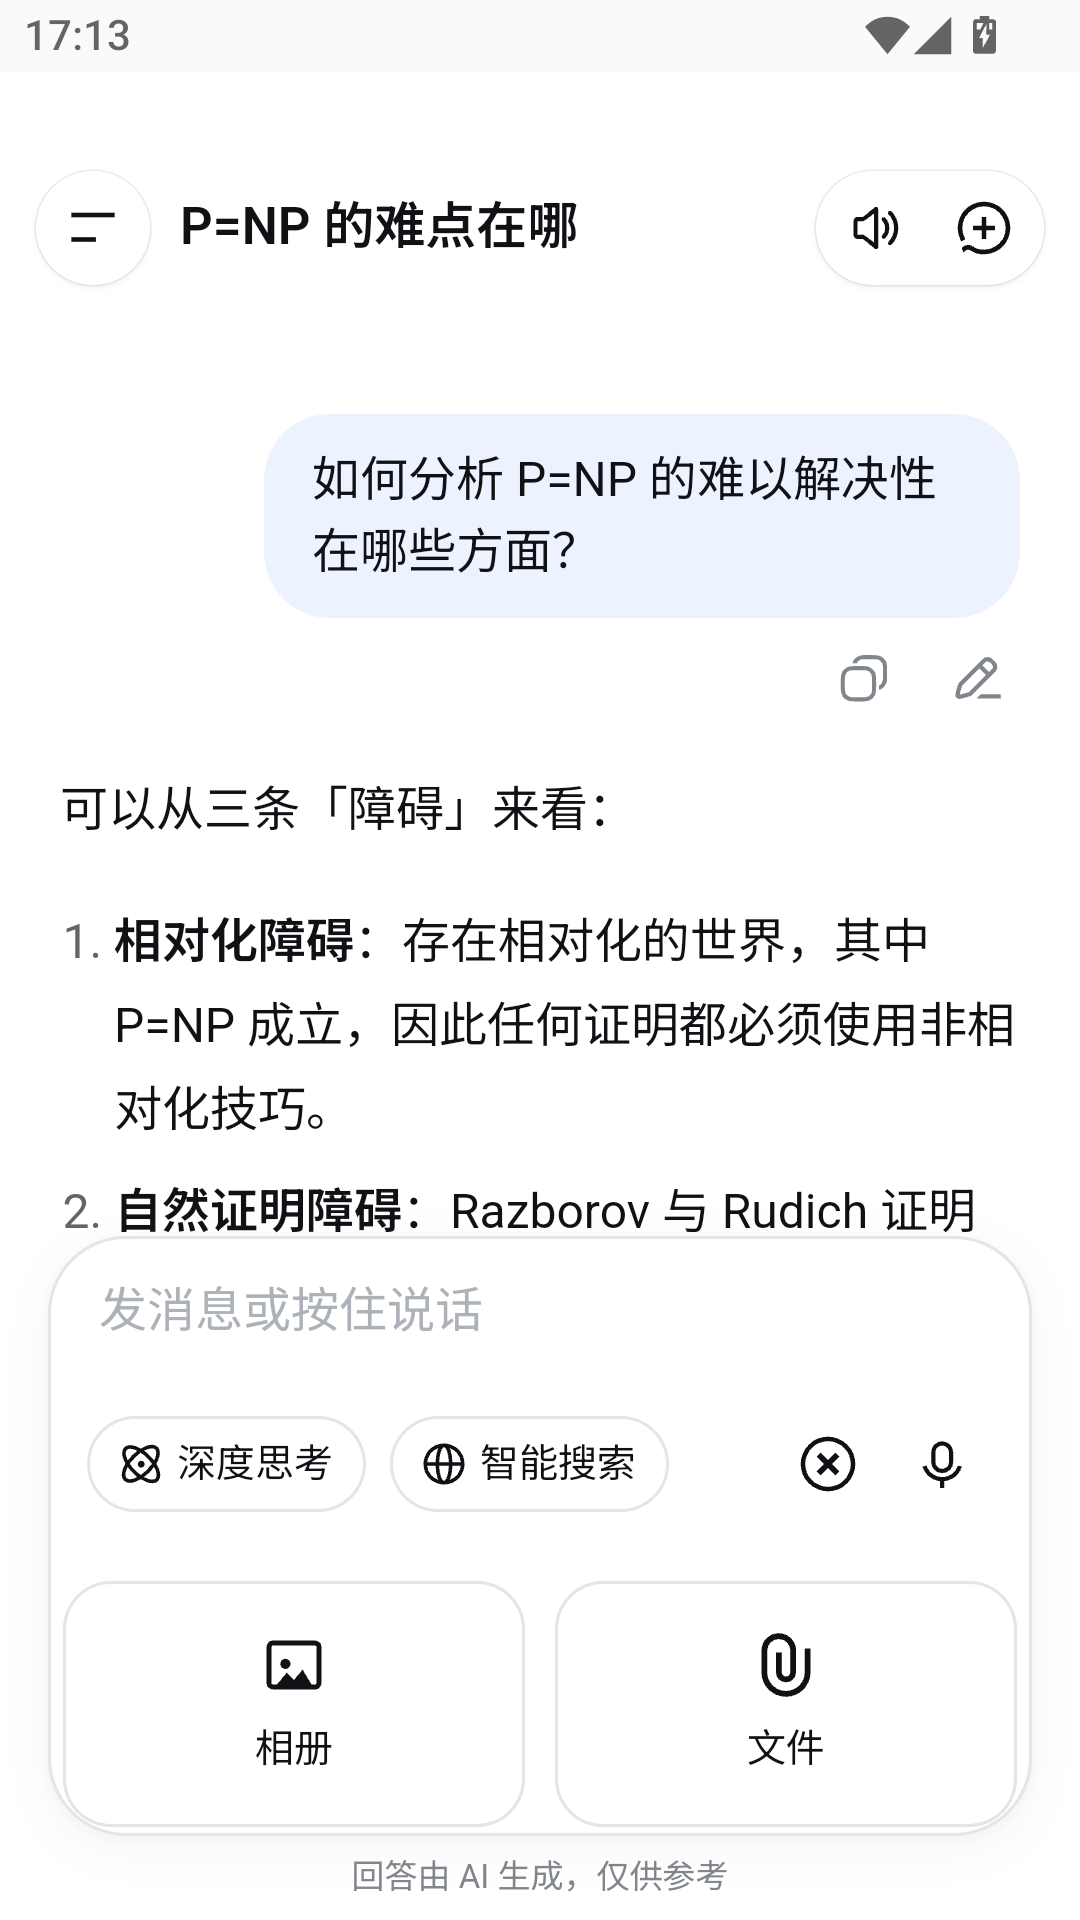 17:13
P=NP 的难点在哪
如何分析 P=NP 的难以解决性
在哪些方面？
可以从三条「障碍」来看：
1. 相对化障碍：存在相对化的世界，其中
P=NP 成立，因此任何证明都必须使用非相
对化技巧。
2. 自然证明障碍：Razborov 与 Rudich 证明
发消息或按住说话
深度思考
智能搜索
相册
文件
回答由 AI 生成，仅供参考